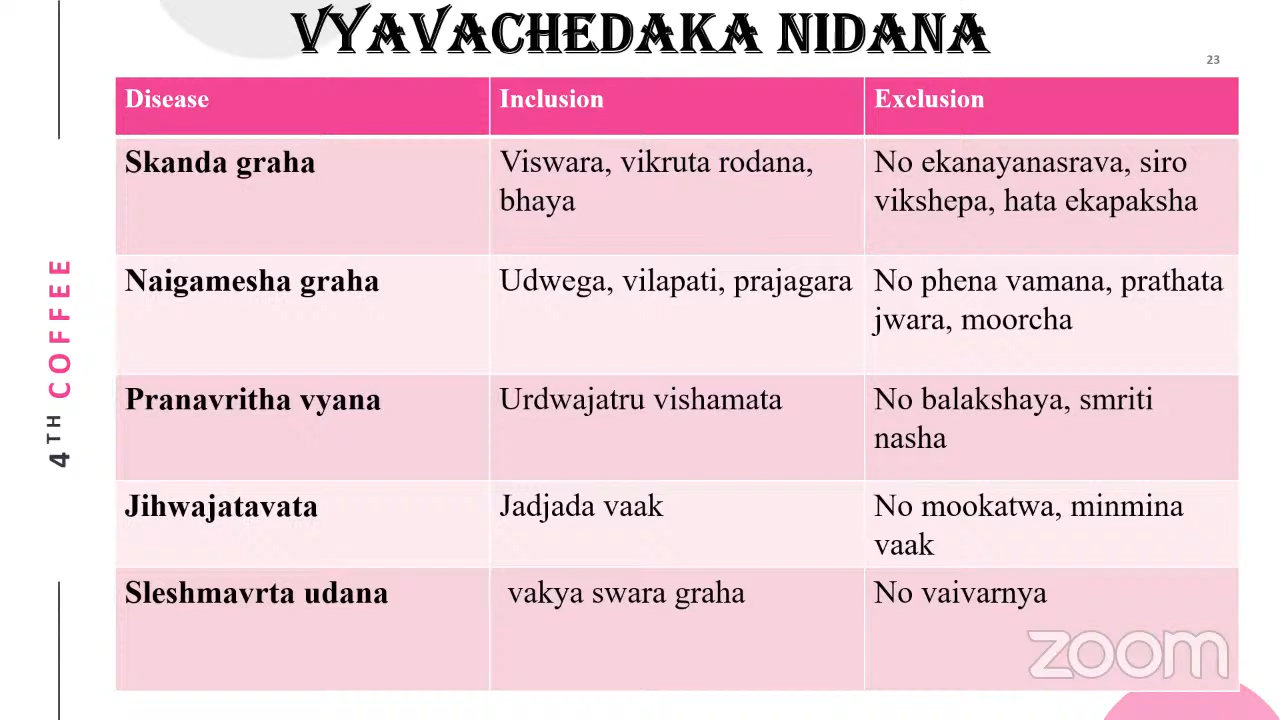 VYAVACHEDAKA NIDANA
23
Disease Inclusion Exclusion
Skanda graha
Viswara, vikruta rodana,
bhaya
No ekanayanasrava, siro
vikshepa, hata ekapaksha
Naigamesha graha
Udwega, vilapati, prajagara
No phena vamana, prathata
jwara, moorcha
Pranavritha vyana
Urdwajatru vishamata
No balakshaya, smriti
nasha
Jihwajatavata
Jadjada vaak
No mookatwa, minmina
vaak
Sleshmavrta udana
vakya swara graha
No vaivarnya
4TH COFFEE
zoom